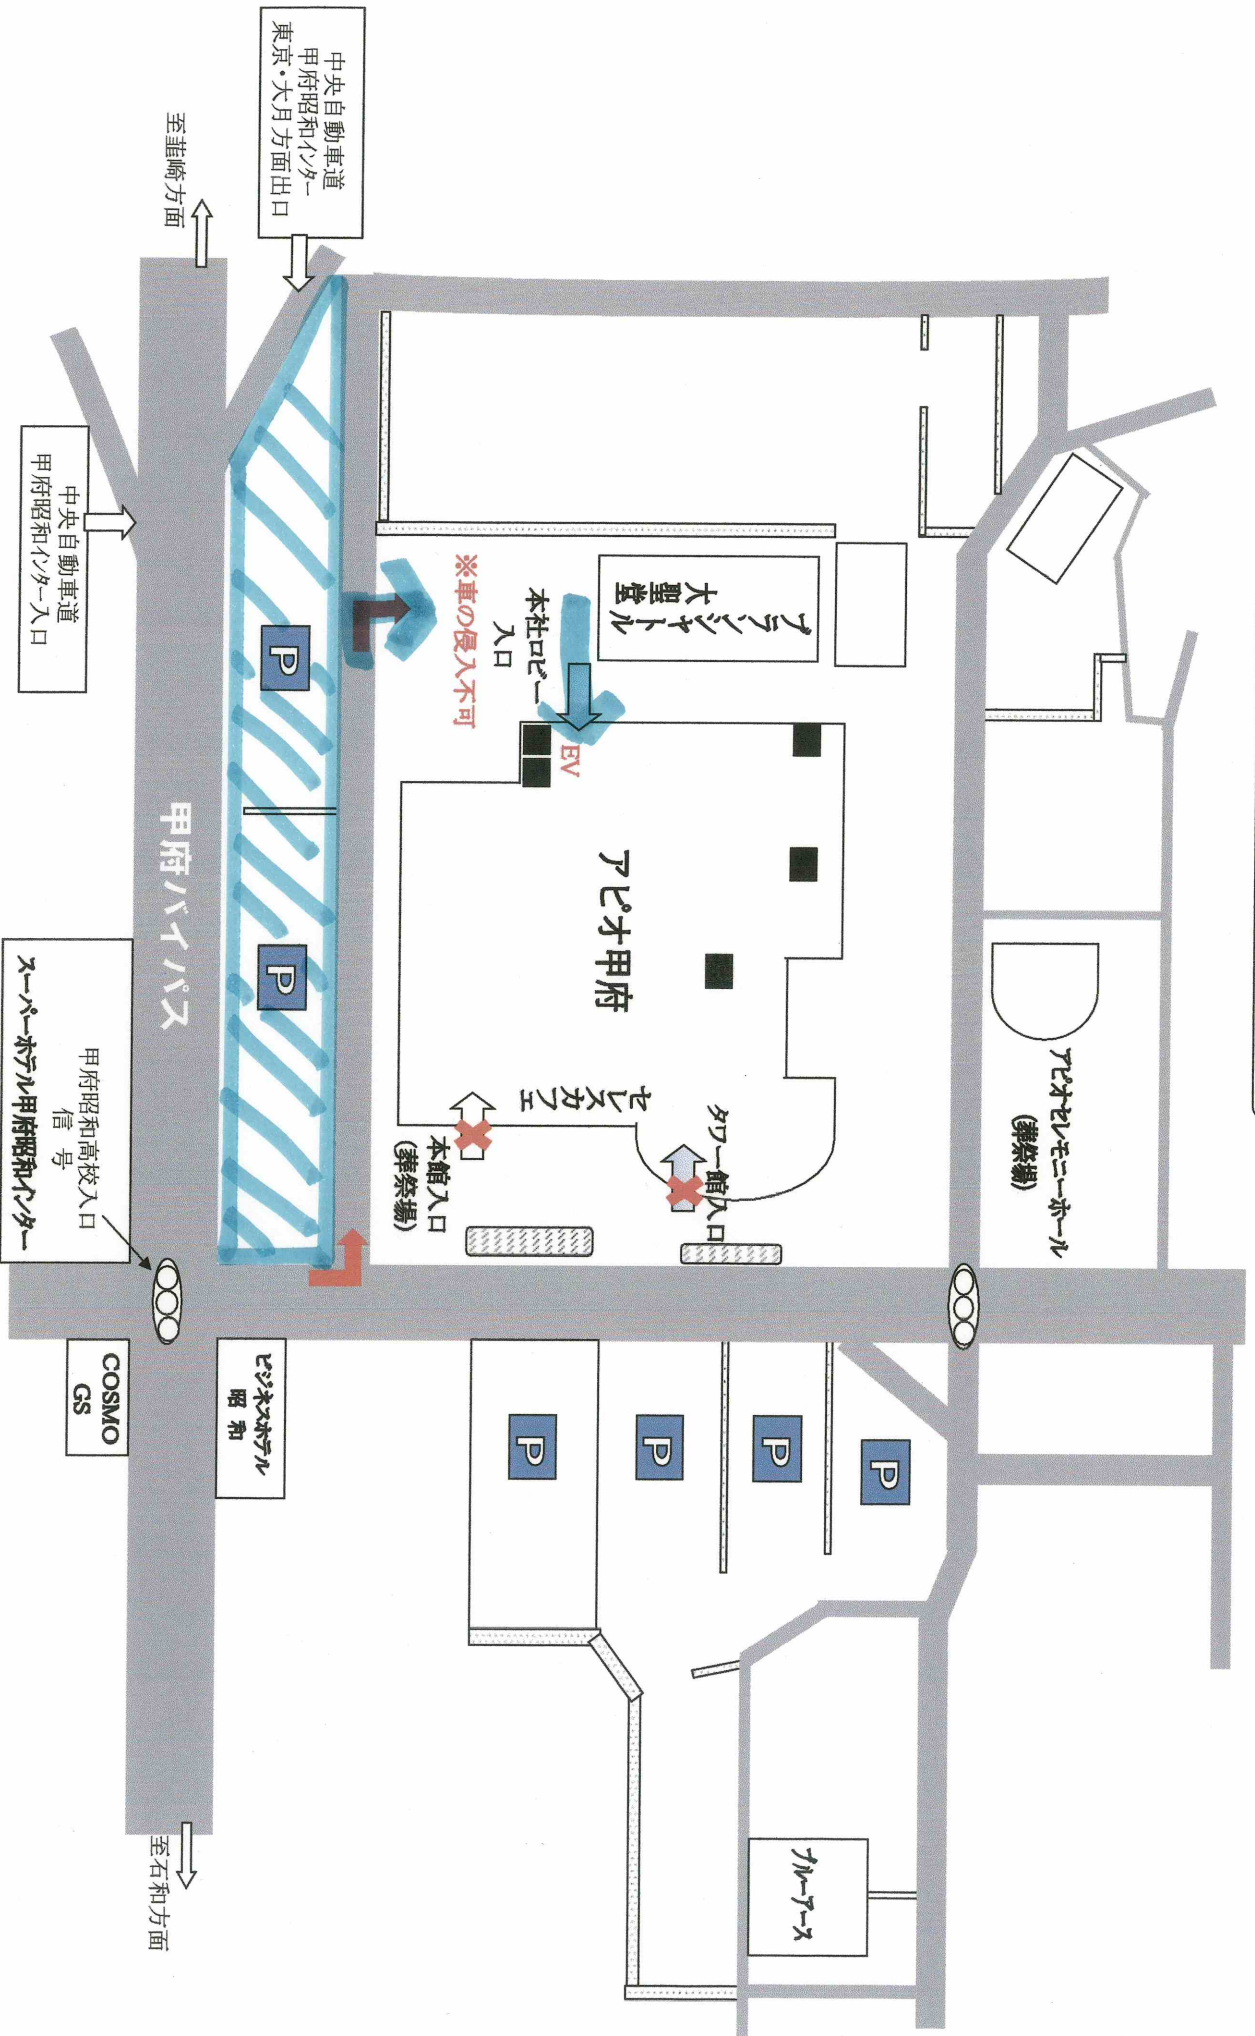 中央自動車道
甲府昭和インター
東京・大月方面出口
至韮崎方面
中央自動車道
甲府昭和インター入口
※車の侵入不可
本社ロビー
入口
ブランシャトル
大聖堂
EV
P
P
甲府バイパス
アピオ甲府
セレスカフェ
本館入口
(葬祭場)
タワー館入口
アピオセレモニーホール
(葬祭場)
甲府昭和高校入口
信 号
スーパーホテル甲府昭和インター
COSMO
GS
ビジネスホテル
昭 和
P
P
P
P
ブルーアース
至石和方面